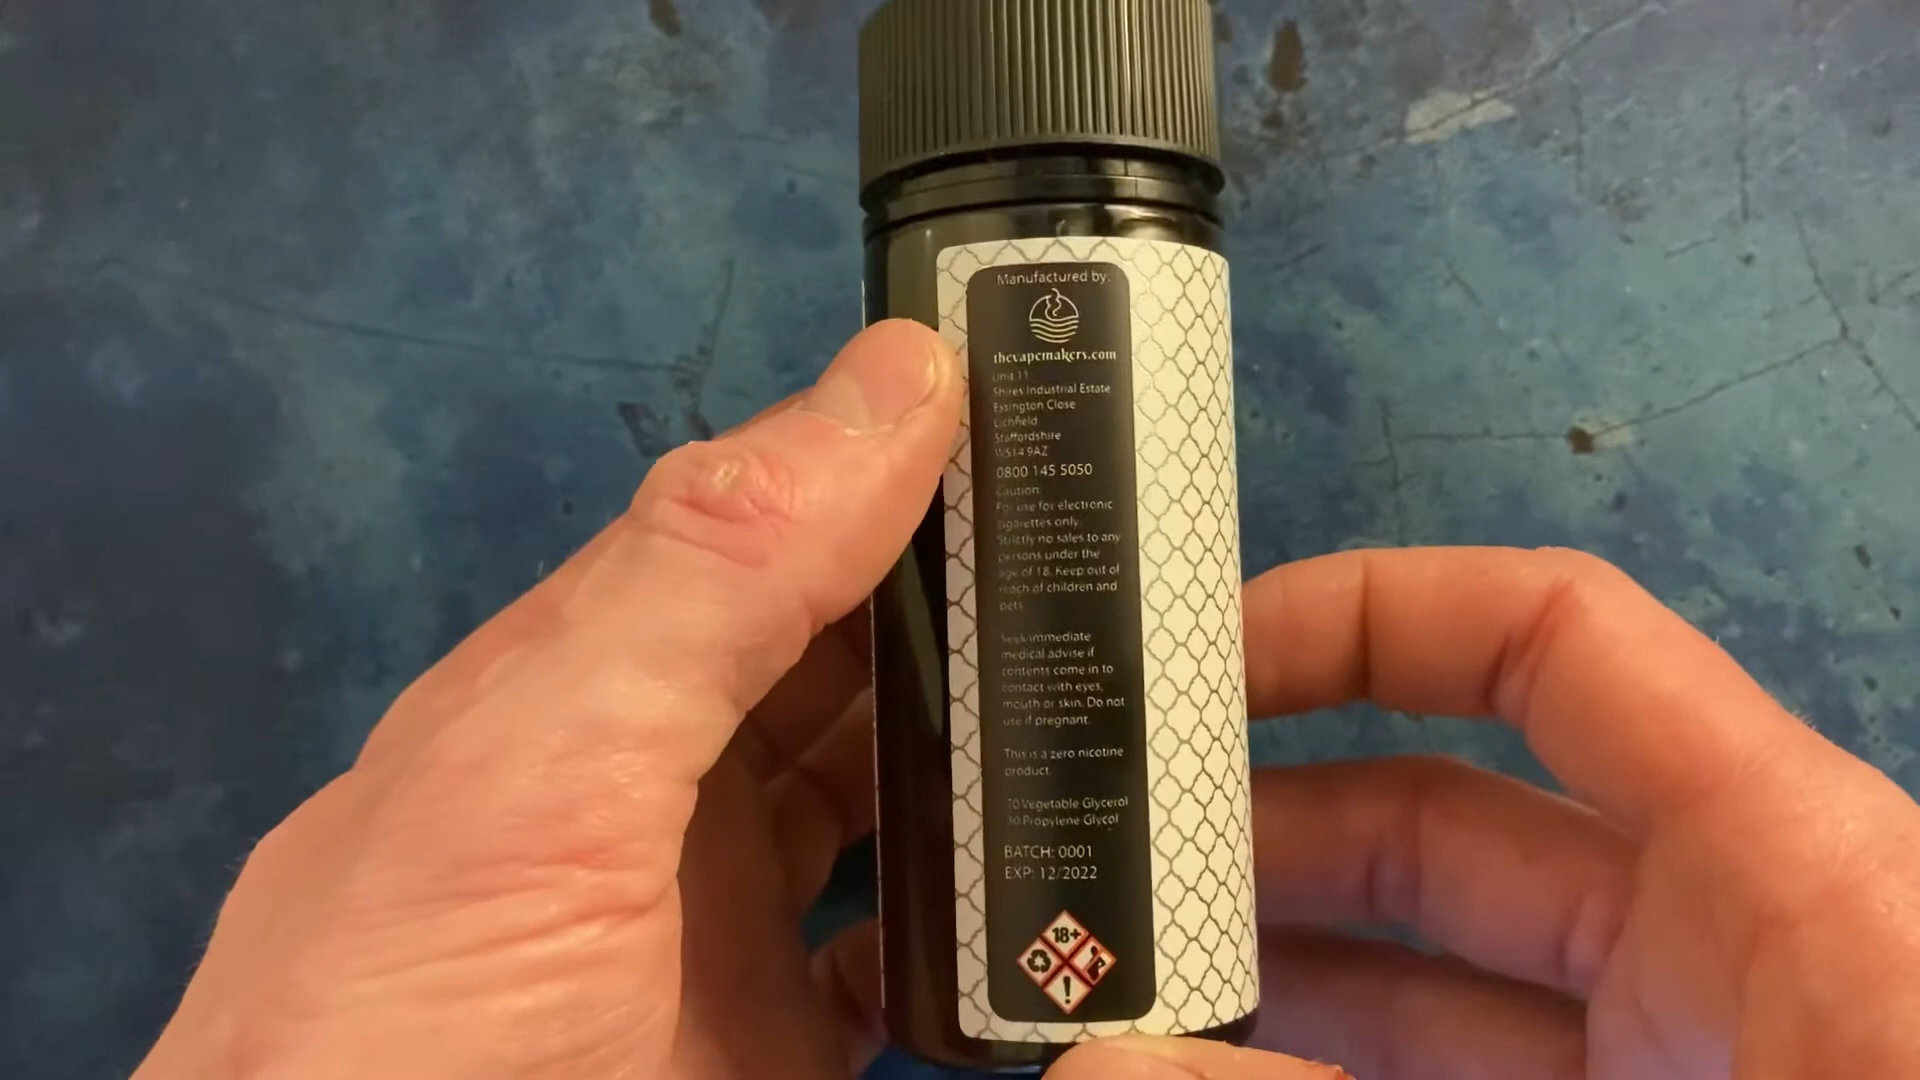 Manufactured by:
thevapemakers.com
Unit 11
Shires Industrial Estate
Essington Close
Lichfield
Staffordshire
WS14 9AZ
0800 145 5050
Caution:
For use for electronic
cigarettes only.
Strictly no sales to any
persons under the
age of 18. Keep out of
reach of children and
pets
Seek immediate
medical advise if
contents come in to
contact with eyes,
mouth or skin. Do not
use if pregnant.
This is a zero nicotine
product.
70 Vegetable Glycerol
30 Propylene Glycol
BATCH: 0001
EXP: 12/2022
18+
!